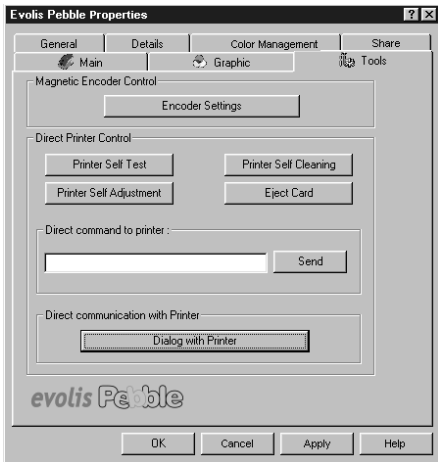 Evolis Pebble Properties
General Details Color Management Share
Main Graphic Tools
Magnetic Encoder Control
Encoder Settings
Direct Printer Control
Printer Self Test Printer Self Cleaning
Printer Self Adjustment Eject Card
Direct command to printer :
Send
Direct communication with Printer
Dialog with Printer
evolis Pebble
OK Cancel Apply Help